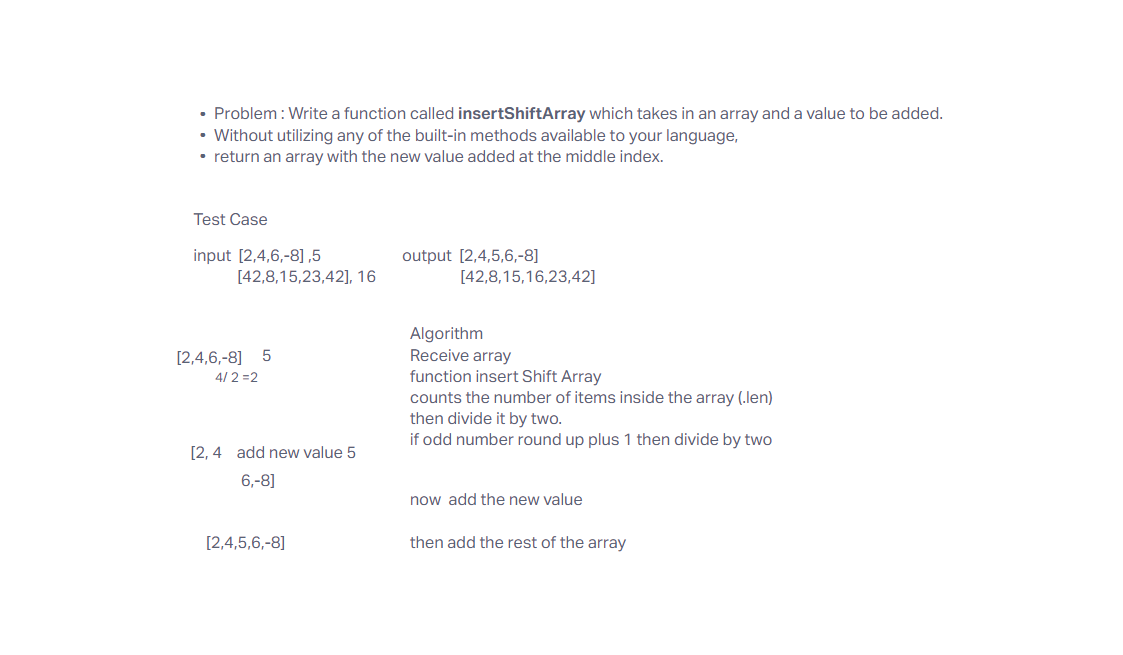 • Problem : Write a function called insertShiftArray which takes in an array and a value to be added.
• Without utilizing any of the built-in methods available to your language,
• return an array with the new value added at the middle index.
Test Case
input [2,4,6,-8] ,5 output [2,4,5,6,-8]
[42,8,15,23,42], 16 [42,8,15,16,23,42]
Algorithm
[2,4,6,-8] 5 Receive array
4/ 2 =2 function insert Shift Array
counts the number of items inside the array (.len)
then divide it by two.
if odd number round up plus 1 then divide by two
[2, 4 add new value 5
6,-8]
now add the new value
[2,4,5,6,-8] then add the rest of the array